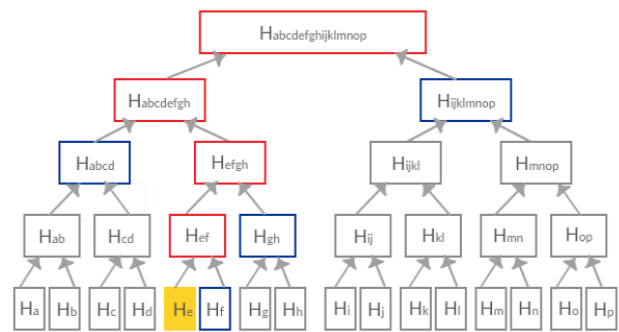 Habcdefghijklmnop
Habcdefgh Hijklmnop
Habcd Hefgh Hijkl Hmnop
Hab Hcd Hef Hgh Hij Hkl Hmn Hop
Ha Hb Hc Hd He Hf Hg Hh Hi Hj Hk Hl Hm Hn Ho Hp